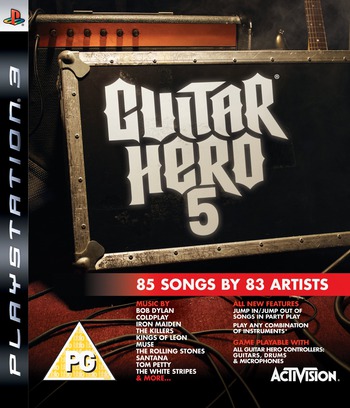 PLAYSTATION 3
GUITAR
HERO
5
85 SONGS BY 83 ARTISTS
MUSIC BY
BOB DYLAN
COLDPLAY
IRON MAIDEN
THE KILLERS
KINGS OF LEON
MUSE
THE ROLLING STONES
SANTANA
TOM PETTY
THE WHITE STRIPES
& MORE...
ALL NEW FEATURES
JUMP IN/JUMP OUT OF
SONGS IN PARTY PLAY
PLAY ANY COMBINATION
OF INSTRUMENTS*
GAME PLAYABLE WITH
ALL GUITAR HERO CONTROLLERS:
GUITARS, DRUMS
& MICROPHONES
PG
ACTIVISION